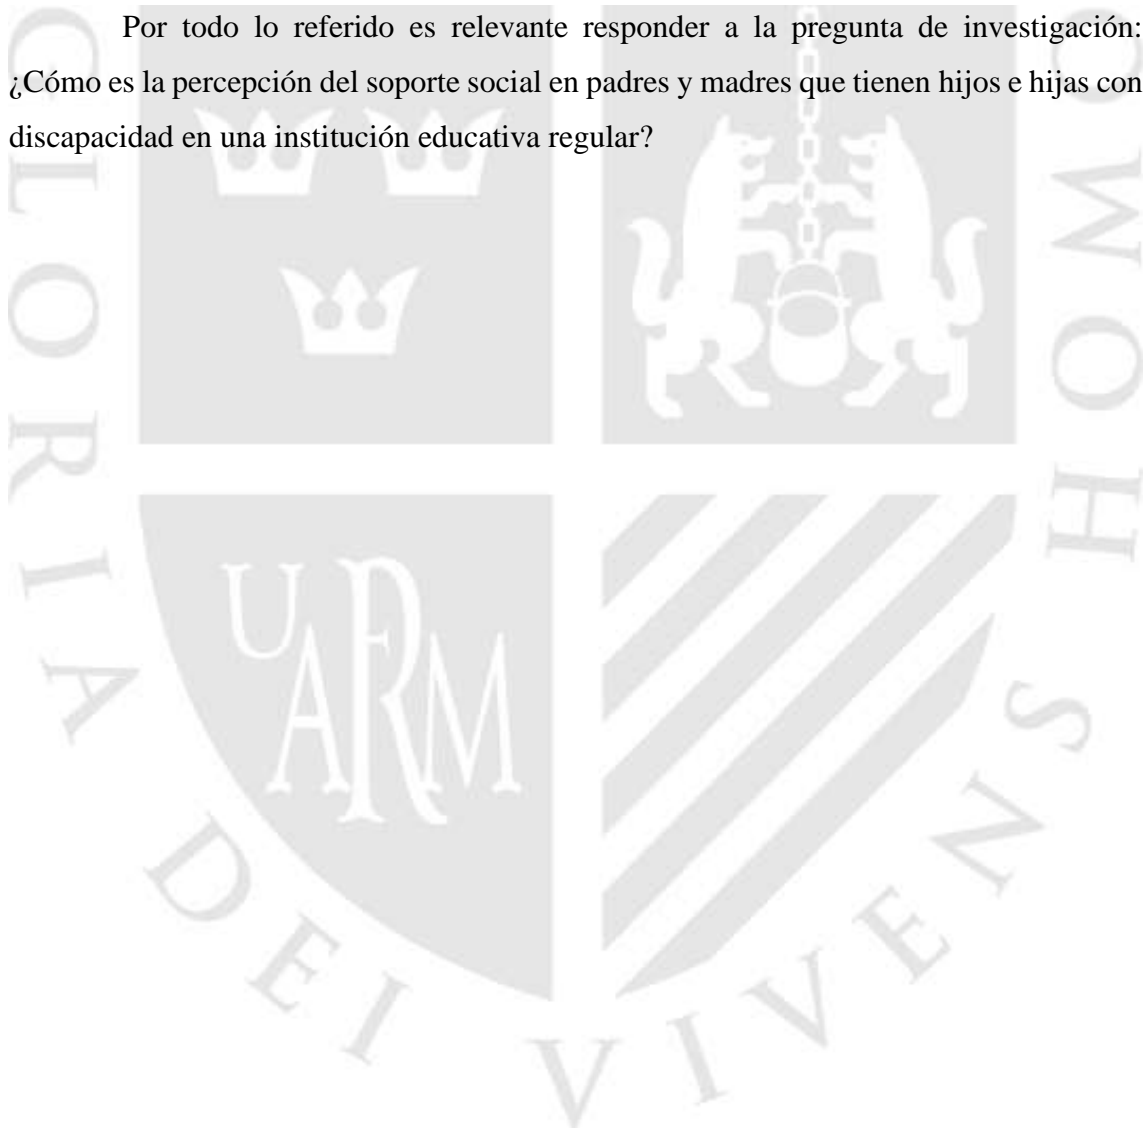 Por todo lo referido es relevante responder a la pregunta de investigación:
¿Cómo es la percepción del soporte social en padres y madres que tienen hijos e hijas con
discapacidad en una institución educativa regular?
GLORIA DEI VIVENS HOMO
UARM